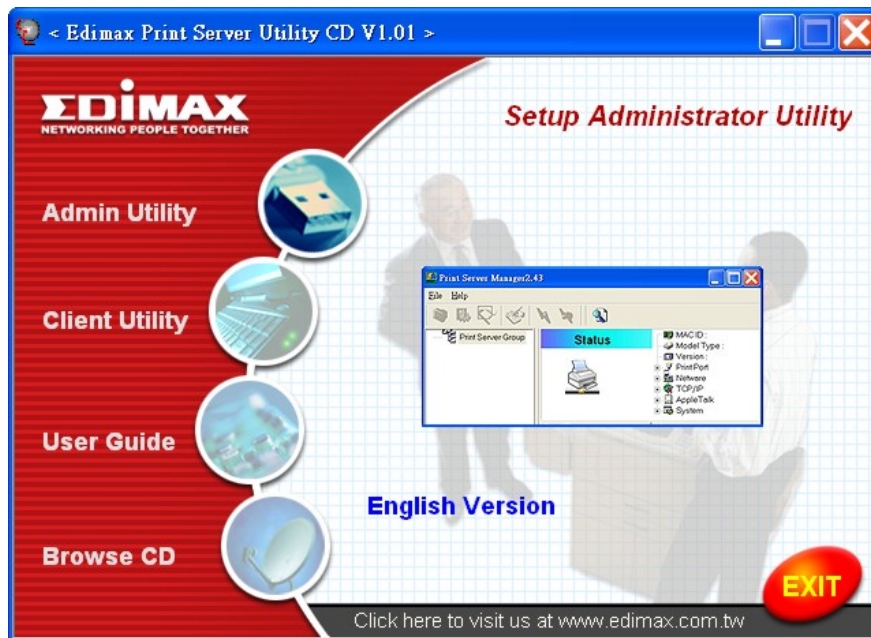 < Edimax Print Server Utility CD V1.01 >
EDiMAX
NETWORKING PEOPLE TOGETHER
Setup Administrator Utility
Admin Utility
Client Utility
User Guide
Browse CD
Print Server Manager2.43
File Help
Print Server Group
Status
MAC ID :
Model Type :
Version :
PrintPort
Netware
TCP/IP
AppleTalk
System
English Version
EXIT
Click here to visit us at www.edimax.com.tw